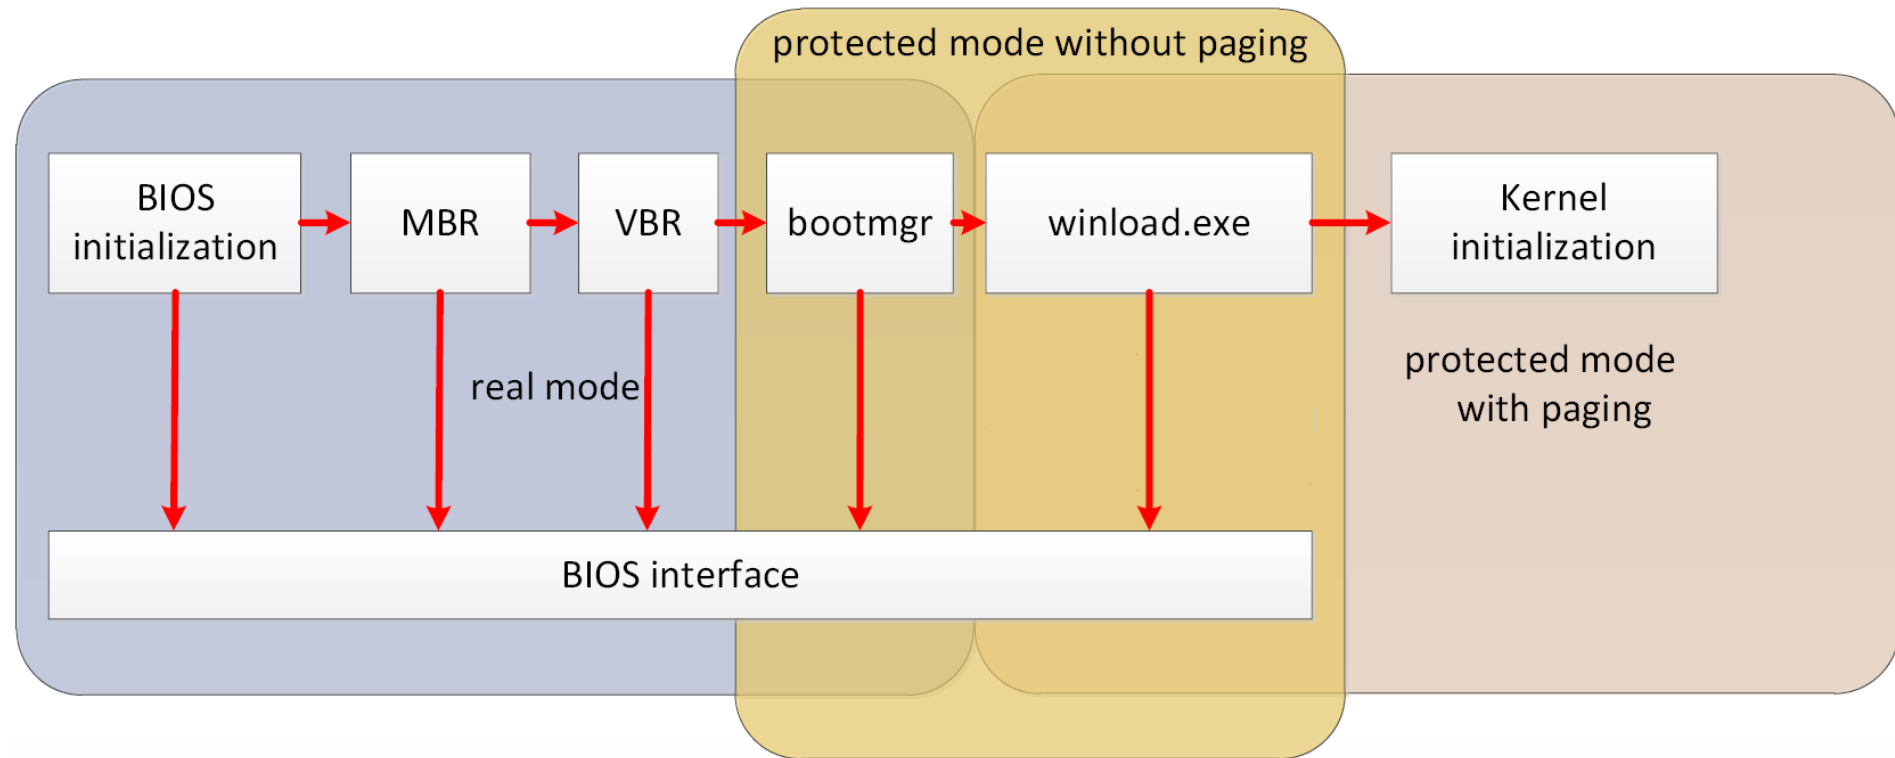 protected mode without paging
BIOS
initialization
MBR
VBR
bootmgr
winload.exe
Kernel
initialization
real mode
protected mode
with paging
BIOS interface